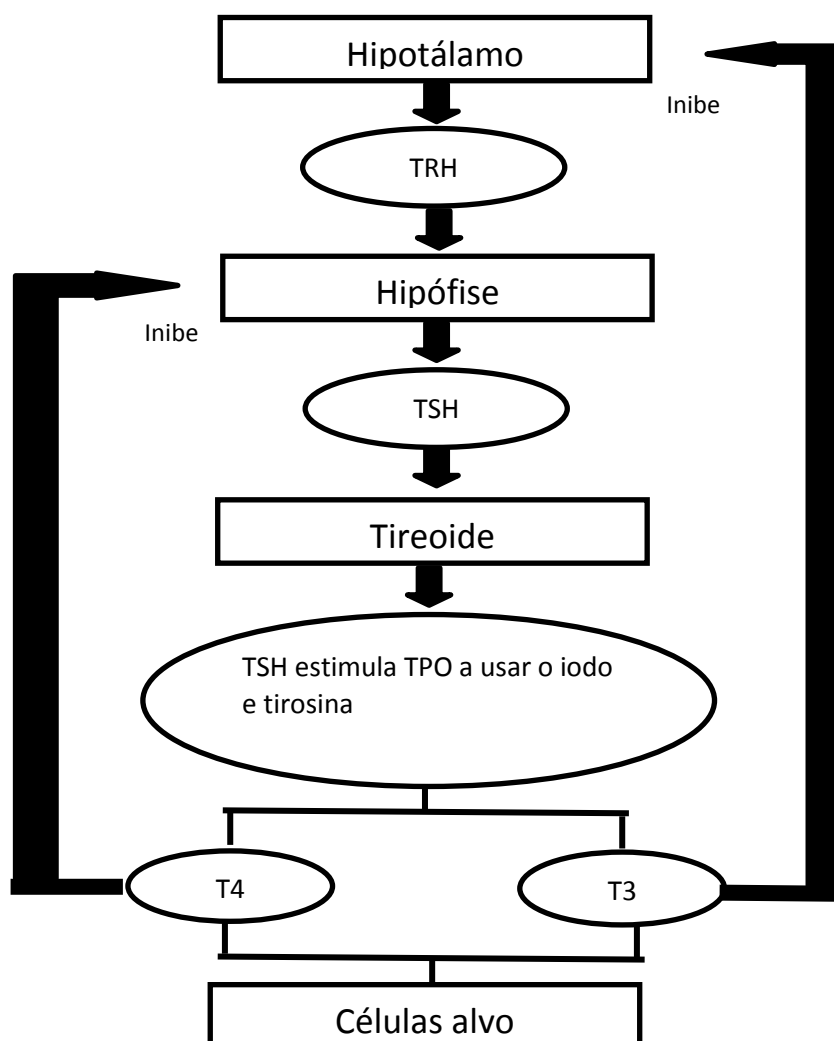 Hipotálamo
Inibe
TRH
Hipófise
Inibe
TSH
Tireoide
TSH estimula TPO a usar o iodo
e tirosina
T4
T3
Células alvo